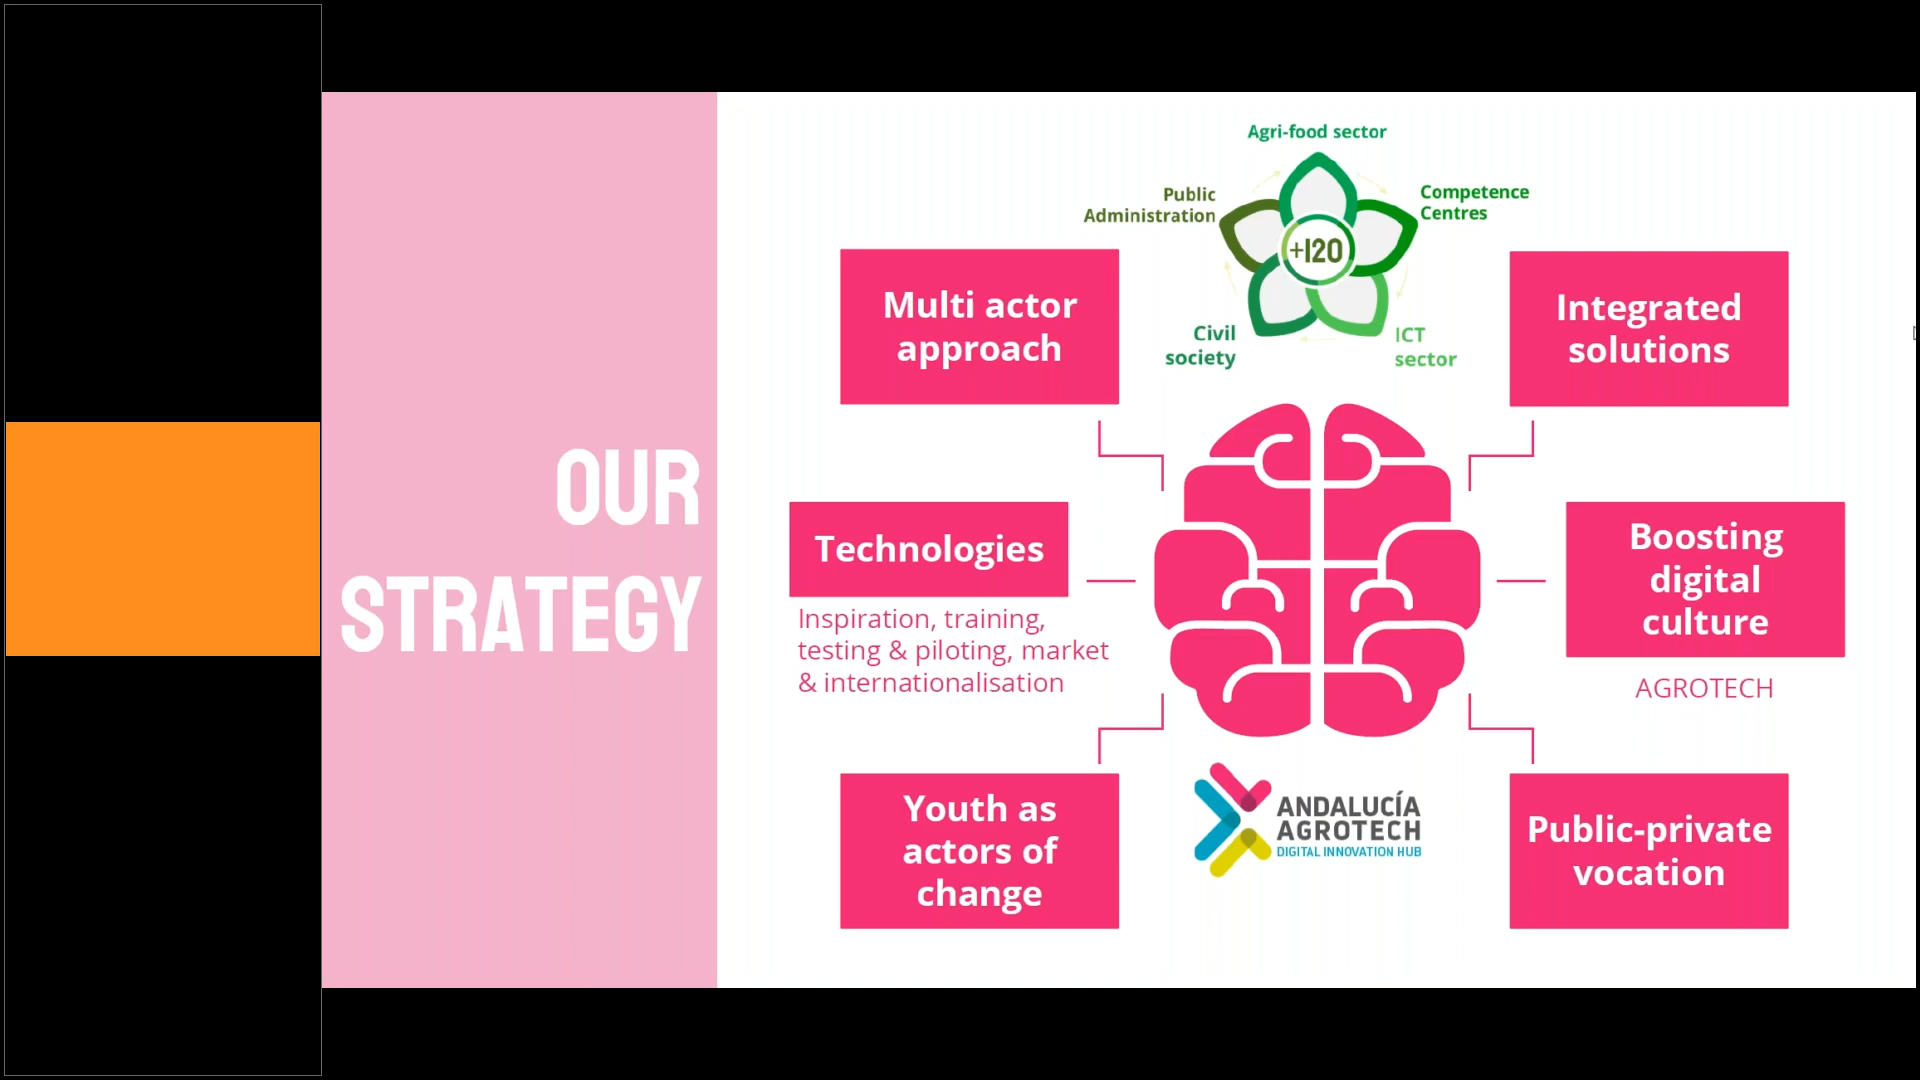 OUR
STRATEGY
Agri-food sector
Public
Administration
Competence
Centres
+120
Civil
society
ICT
sector
Multi actor
approach
Integrated
solutions
Technologies
Inspiration, training,
testing & piloting, market
& internationalisation
Boosting
digital
culture
AGROTECH
Youth as
actors of
change
ANDALUCÍA
AGROTECH
DIGITAL INNOVATION HUB
Public-private
vocation